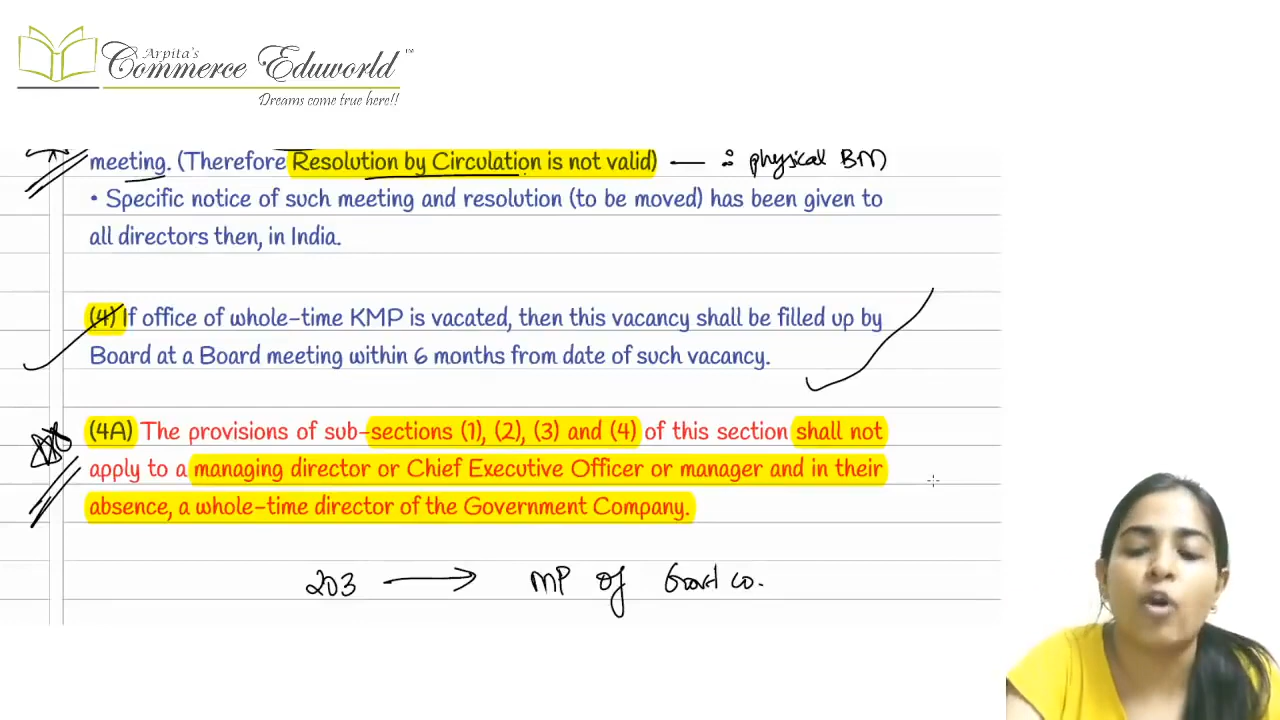 Arpita's
Commerce Eduworld™
Dreams come true here!!
meeting. (Therefore Resolution by Circulation is not valid) — : physical BM
• Specific notice of such meeting and resolution (to be moved) has been given to
all directors then, in India.
(4) If office of whole-time KMP is vacated, then this vacancy shall be filled up by
Board at a Board meeting within 6 months from date of such vacancy.
(4A) The provisions of sub-sections (1), (2), (3) and (4) of this section shall not
apply to a managing director or Chief Executive Officer or manager and in their
absence, a whole-time director of the Government Company.
203 → MP of Govt co.